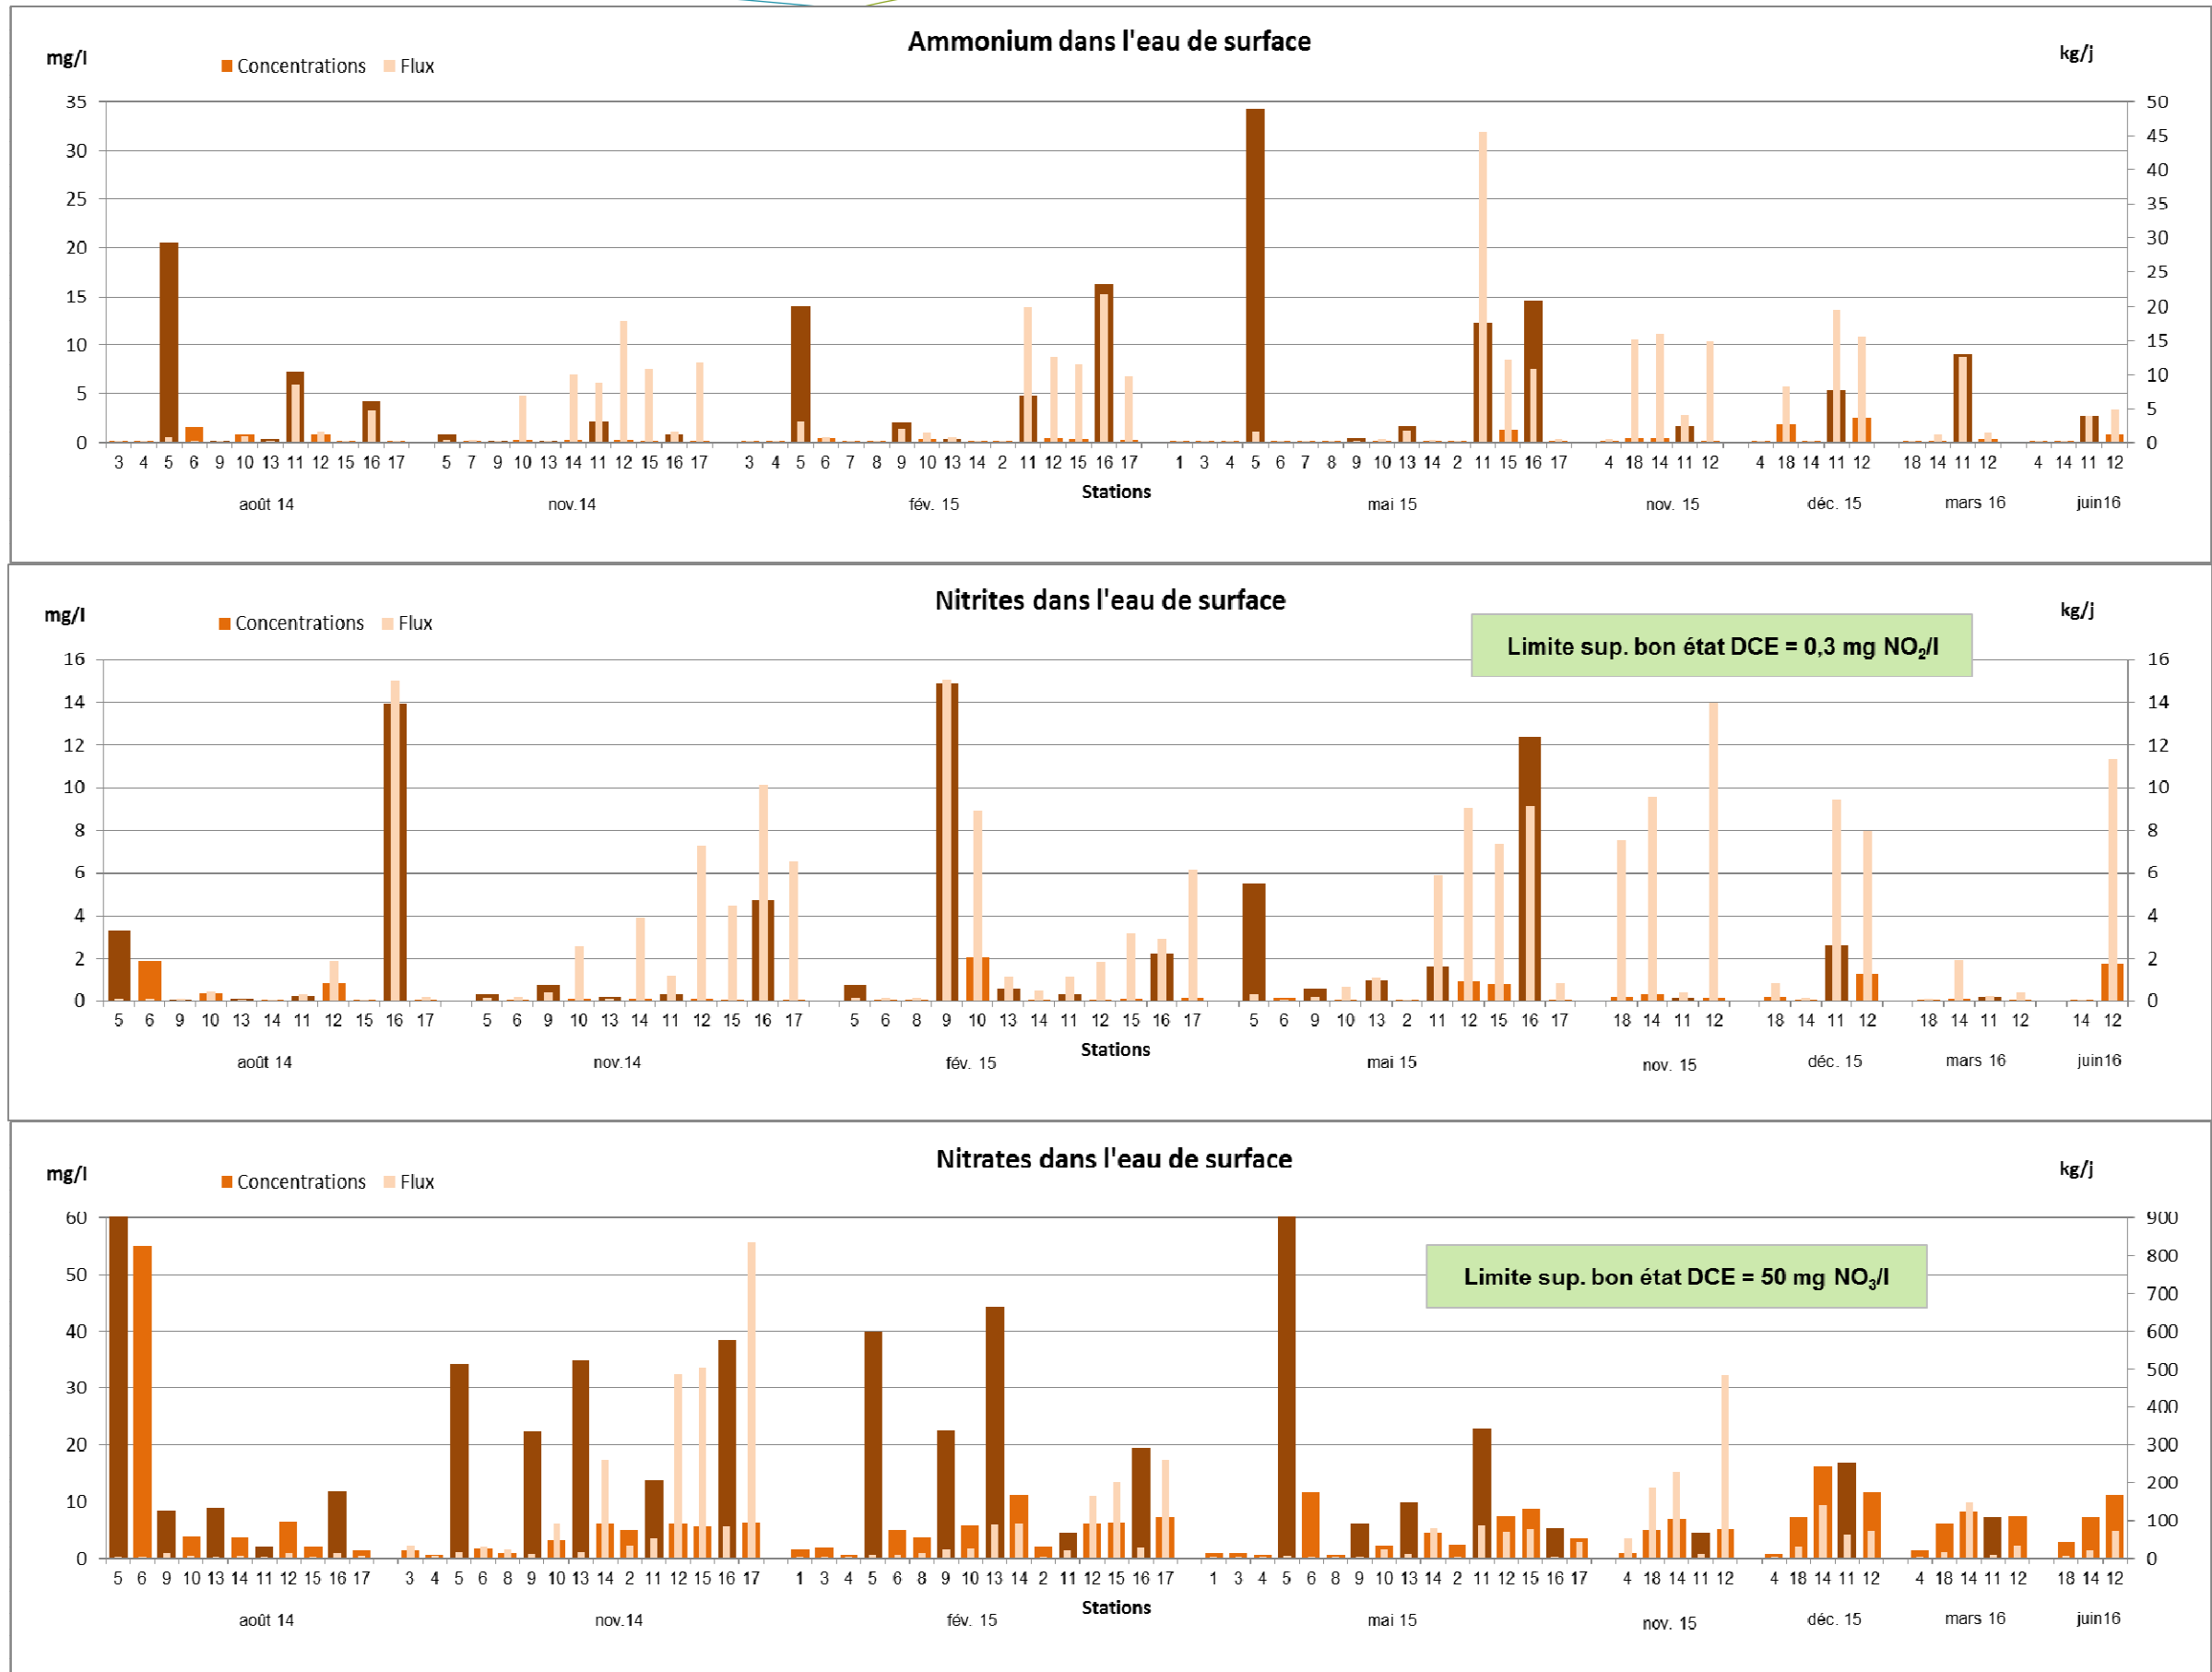 Ammonium dans l'eau de surface
mg/l
kg/j
Concentrations Flux
35 50
45
30 40
25 35
30
20
25
15 20
10 15
10
5
5
0 0
3 4 5 6 9 10 13 11 12 15 16 17 5 7 9 10 13 14 11 12 15 16 17 3 4 5 6 7 8 9 10 13 14 2 11 12 15 16 17 1 3 4 5 6 7 8 9 10 13 14 2 11 15 16 17 4 18 14 11 12 4 18 14 11 12 18 14 11 12 4 14 11 12
Stations
août 14 nov.14 fév. 15 mai 15 nov. 15 déc. 15 mars 16 juin16
Nitrites dans l'eau de surface
mg/l
kg/j
Concentrations Flux
Limite sup. bon état DCE = 0,3 mg NO₂/l
16 16
14 14
12 12
10 10
8 8
6 6
4 4
2 2
0 0
5 6 9 10 13 14 11 12 15 16 17 5 6 9 10 13 14 11 12 15 16 17 5 6 8 9 10 13 14 11 12 15 16 17 5 6 9 10 13 2 11 12 15 16 17 18 14 11 12 18 14 11 12 18 14 11 12 14 12
Stations
août 14 nov.14 fév. 15 mai 15 nov. 15 déc. 15 mars 16 juin16
Nitrates dans l'eau de surface
mg/l
kg/j
Concentrations Flux
60 900
800
Limite sup. bon état DCE = 50 mg NO₃/l
50
700
40 600
500
30
400
20 300
200
10
100
0 0
5 6 9 10 13 14 11 12 15 16 17 3 4 5 6 8 9 10 13 14 2 11 12 15 16 17 1 3 4 5 6 8 9 10 13 14 2 11 12 15 16 17 1 3 4 5 6 8 9 10 13 14 2 11 12 15 16 17 4 18 14 11 12 4 18 14 11 12 4 18 14 11 12 18 14 12
Stations
août 14 nov.14 fév. 15 mai 15 nov. 15 déc. 15 mars 16 juin16